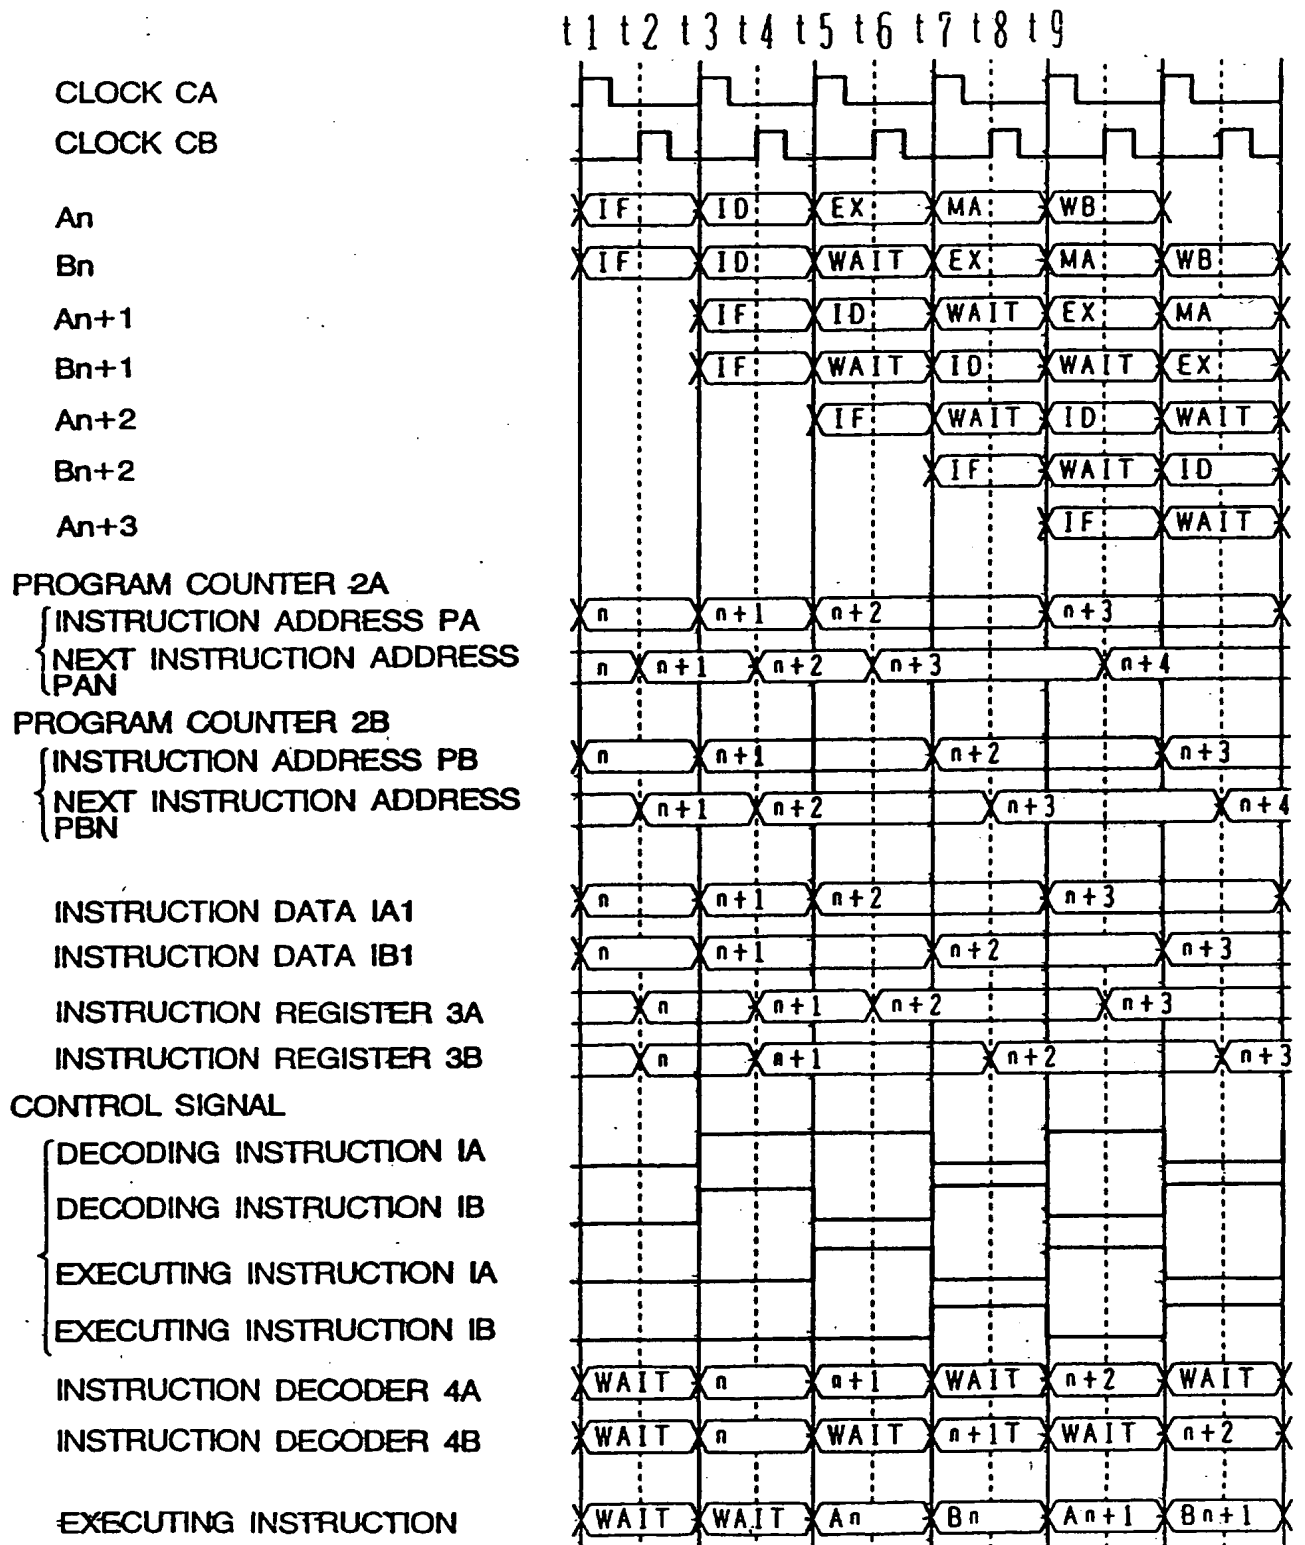 t1 t2 t3 t4 t5 t6 t7 t8 t9
CLOCK CA
CLOCK CB
An IF ID EX MA WB
Bn IF ID WAIT EX MA WB
An+1 IF ID WAIT EX MA
Bn+1 IF WAIT ID WAIT EX
An+2 IF WAIT ID WAIT
Bn+2 IF WAIT ID
An+3 IF WAIT
PROGRAM COUNTER 2A
INSTRUCTION ADDRESS PA n n+1 n+2 n+3
NEXT INSTRUCTION ADDRESS
PAN n n+1 n+2 n+3 n+4
PROGRAM COUNTER 2B
INSTRUCTION ADDRESS PB n n+1 n+2 n+3
NEXT INSTRUCTION ADDRESS
PBN n+1 n+2 n+3 n+4
INSTRUCTION DATA IA1 n n+1 n+2 n+3
INSTRUCTION DATA IB1 n n+1 n+2 n+3
INSTRUCTION REGISTER 3A n n+1 n+2 n+3
INSTRUCTION REGISTER 3B n n+1 n+2 n+3
CONTROL SIGNAL
DECODING INSTRUCTION IA
DECODING INSTRUCTION IB
EXECUTING INSTRUCTION IA
EXECUTING INSTRUCTION IB
INSTRUCTION DECODER 4A WAIT n n+1 WAIT n+2 WAIT
INSTRUCTION DECODER 4B WAIT n WAIT n+1T WAIT n+2
EXECUTING INSTRUCTION WAIT WAIT An Bn An+1 Bn+1